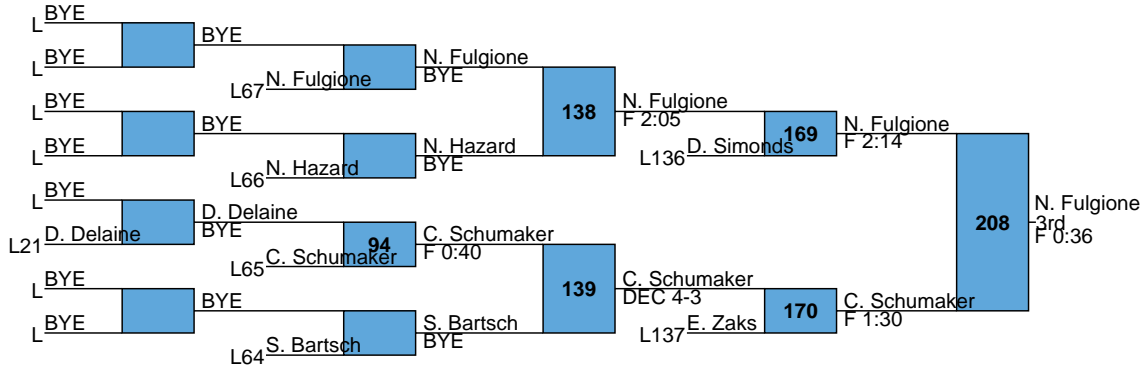 L BYE
BYE
L BYE
L67 N. Fulgione
N. Fulgione
BYE
L BYE
BYE
L BYE
L66 N. Hazard
N. Hazard
BYE
138
N. Fulgione
F 2:05
L136 D. Simonds
169
N. Fulgione
F 2:14
L BYE
D. Delaine
BYE
L21 D. Delaine
L65 C. Schumaker
94
C. Schumaker
F 0:40
L BYE
BYE
L BYE
L64 S. Bartsch
S. Bartsch
BYE
139
C. Schumaker
DEC 4-3
L137 E. Zaks
170
C. Schumaker
F 1:30
208
N. Fulgione
3rd
F 0:36